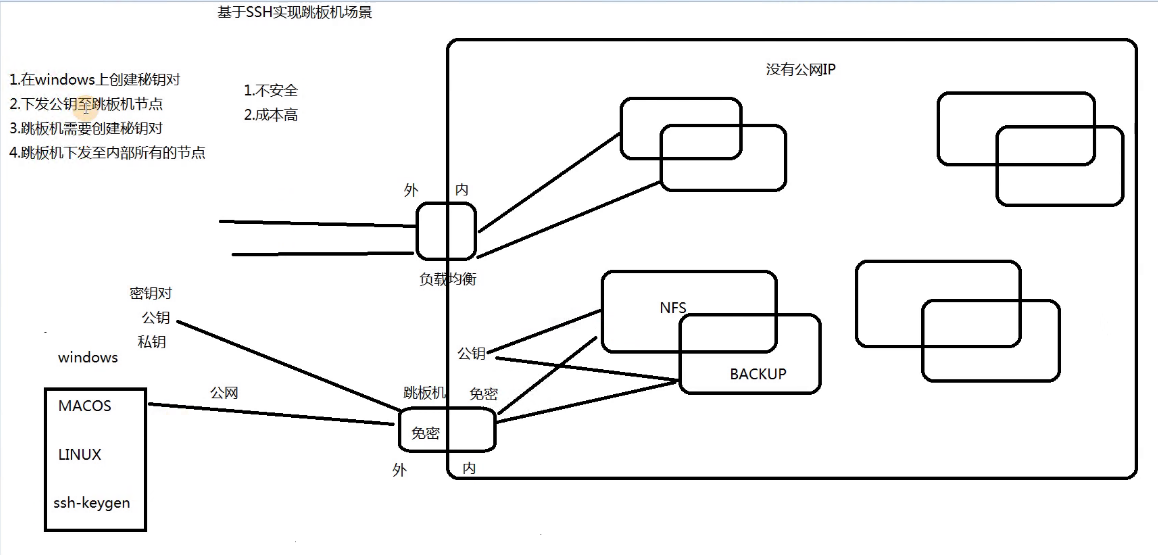 基于SSH实现跳板机场景
没有公网IP
1.在windows上创建秘钥对
2.下发公钥至跳板机节点
3.跳板机需要创建秘钥对
4.跳板机下发至内部所有的节点
1.不安全
2.成本高
外
内
负载均衡
密钥对
公钥
私钥
windows
MACOS
LINUX
ssh-keygen
公网
跳板机
免密
外
内
公钥
免密
NFS
BACKUP